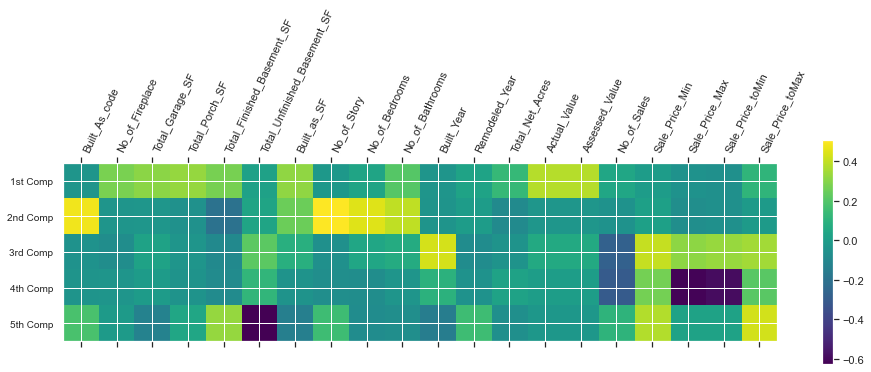 Built_As_code
No_of_Fireplace
Total_Garage_SF
Total_Porch_SF
Total_Finished_Basement_SF
Total_Unfinished_Basement_SF
Built_as_SF
No_of_Story
No_of_Bedrooms
No_of_Bathrooms
Built_Year
Remodeled_Year
Total_Net_Acres
Actual_Value
Assessed_Value
No_of_Sales
Sale_Price_Min
Sale_Price_Max
Sale_Price_toMin
Sale_Price_toMax
1st Comp
2nd Comp
3rd Comp
4th Comp
5th Comp
0.4
0.2
0.0
−0.2
−0.4
−0.6